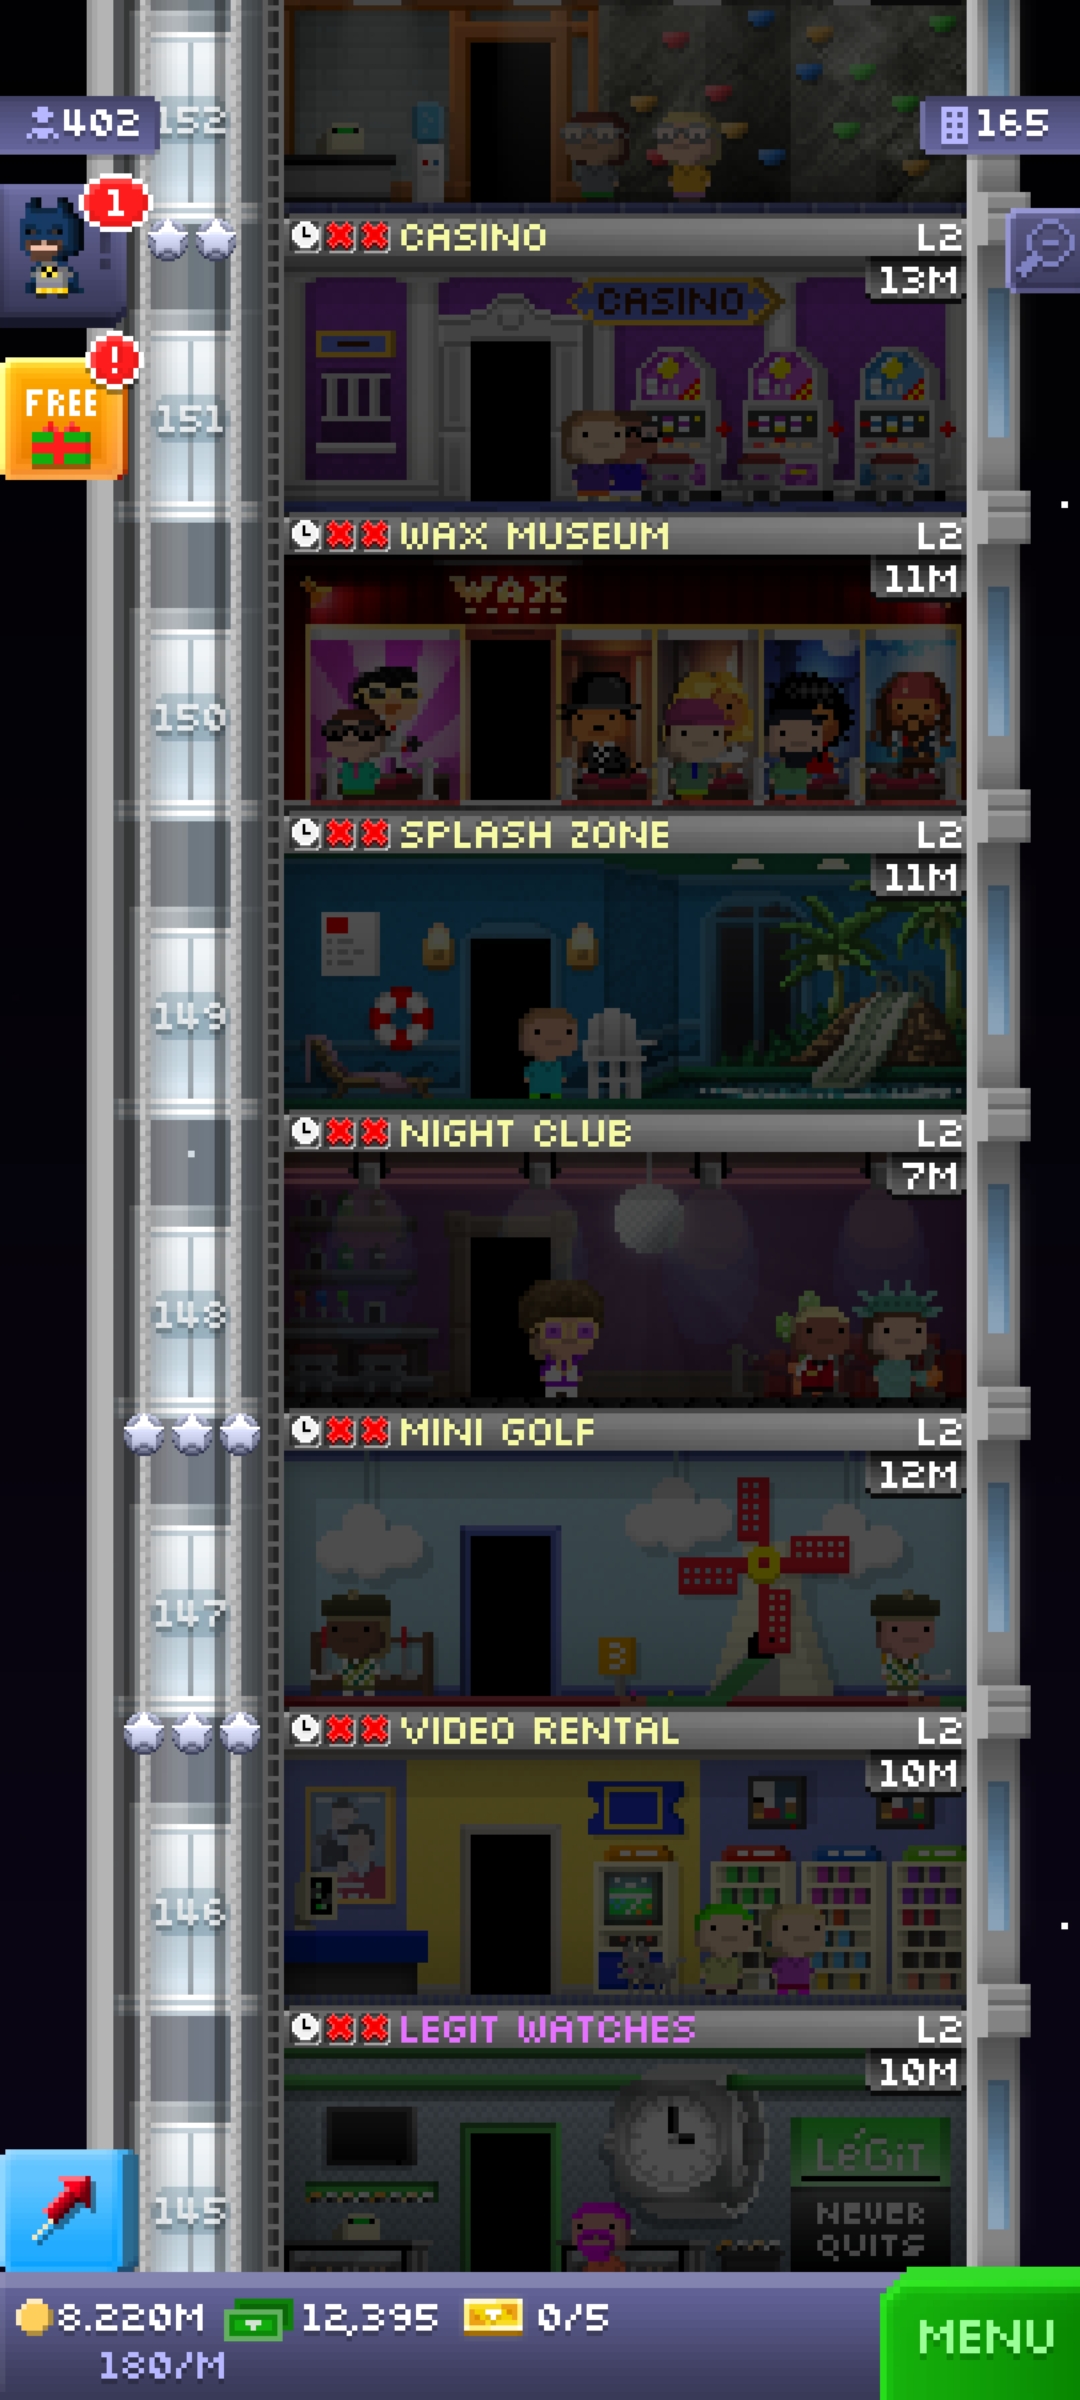 402
152
165
1
CASINO
L2
13M
CASINO
FREE
!
151
WAX MUSEUM
L2
11M
WAX
150
SPLASH ZONE
L2
11M
149
NIGHT CLUB
L2
7M
148
MINI GOLF
L2
12M
147
3
VIDEO RENTAL
L2
10M
146
LEGIT WATCHES
L2
10M
LéGiT
NEVER
QUITS
145
8.220M
12,395
0/5
180/M
MENU